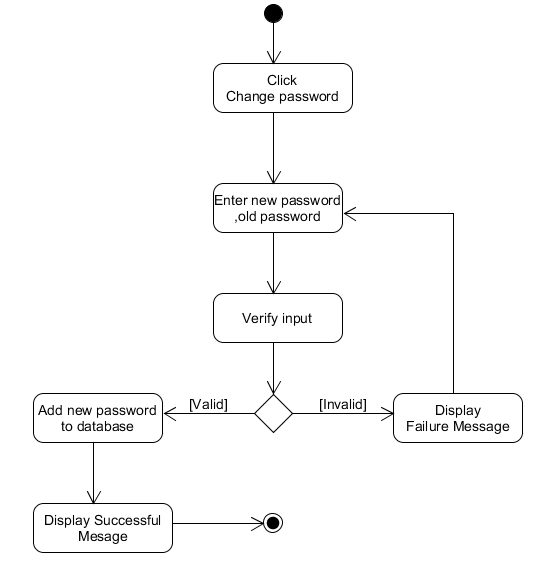 Click
Change password
Enter new password
,old password
Verify input
[Valid]
[Invalid]
Add new password
to database
Display
Failure Message
Display Successful
Mesage